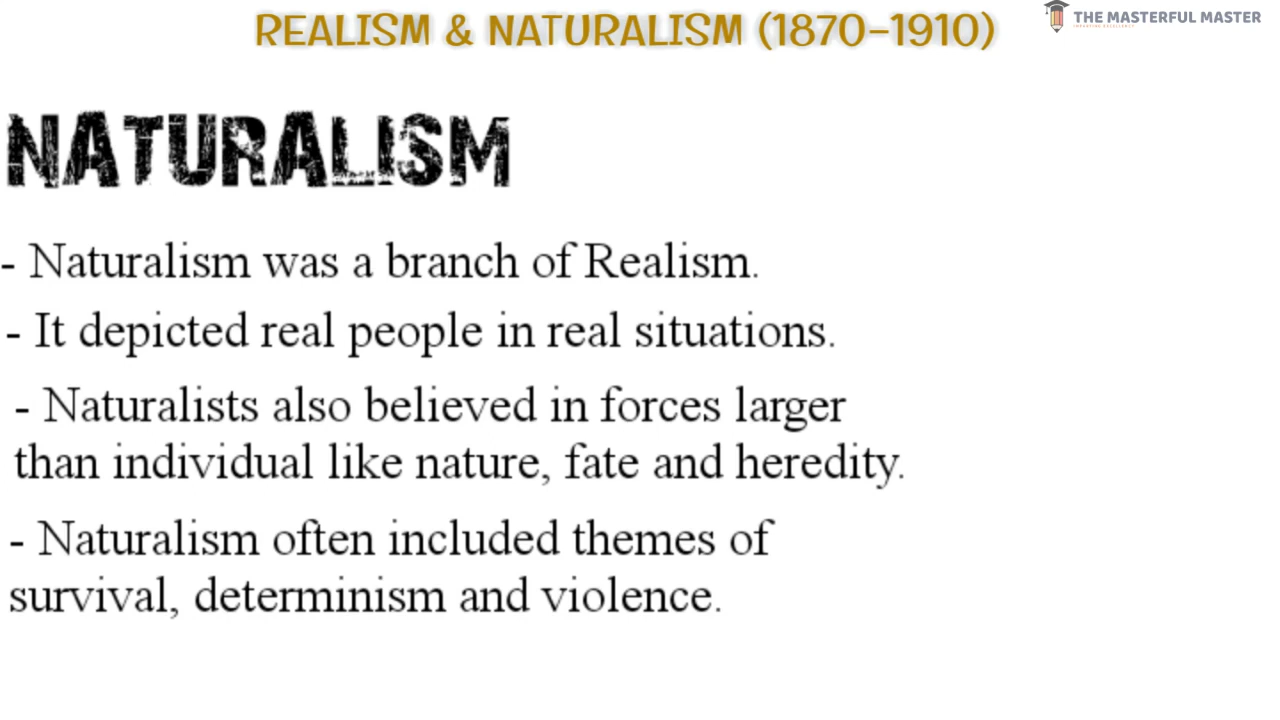 REALISM & NATURALISM (1870-1910)
THE MASTERFUL MASTER
NATURALISM
- Naturalism was a branch of Realism.
- It depicted real people in real situations.
- Naturalists also believed in forces larger
than individual like nature, fate and heredity.
- Naturalism often included themes of
survival, determinism and violence.